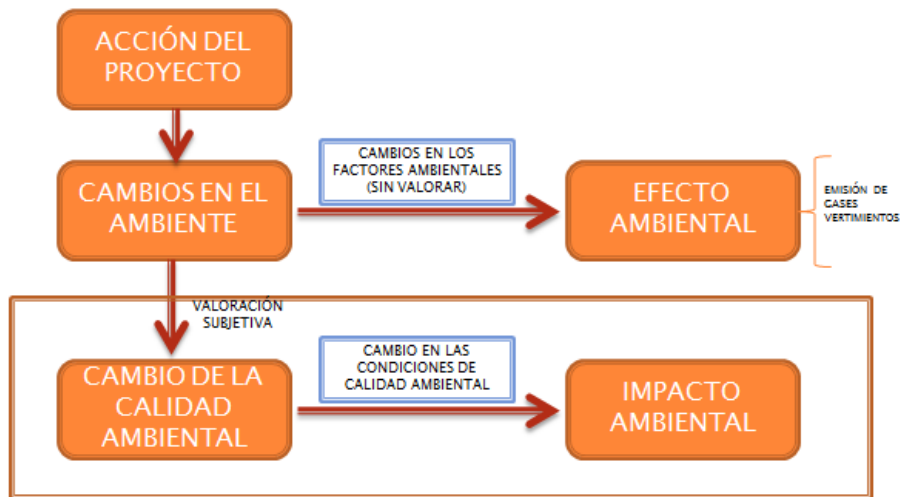 ACCIÓN DEL
PROYECTO
CAMBIOS EN EL
AMBIENTE
CAMBIOS EN LOS
FACTORES AMBIENTALES
(SIN VALORAR)
EFECTO
AMBIENTAL
EMISIÓN DE
GASES
VERTIMIENTOS
VALORACIÓN
SUBJETIVA
CAMBIO DE LA
CALIDAD
AMBIENTAL
CAMBIO EN LAS
CONDICIONES DE
CALIDAD AMBIENTAL
IMPACTO
AMBIENTAL